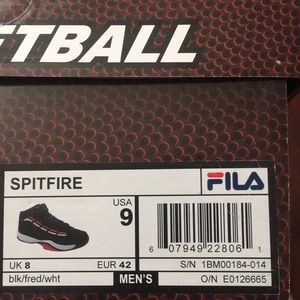 ETBALL
SPITFIRE
FILA
USA
9
6 07949 22806 1
UK 8 EUR 42 S/N 1BM00184-014
blk/fred/wht MEN'S O/N E0126665